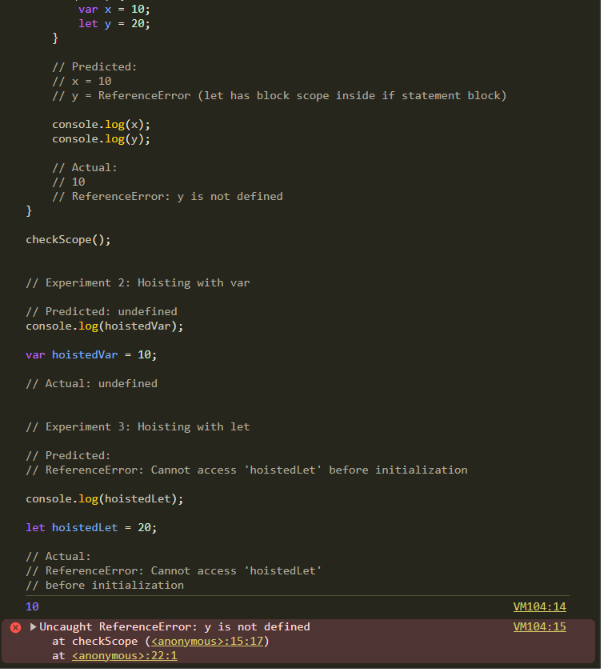 var x = 10;
let y = 20;
}
// Predicted:
// x = 10
// y = ReferenceError (let has block scope inside if statement block)
console.log(x);
console.log(y);
// Actual:
// 10
// ReferenceError: y is not defined
}
checkScope();
// Experiment 2: Hoisting with var
// Predicted: undefined
console.log(hoistedVar);
var hoistedVar = 10;
// Actual: undefined
// Experiment 3: Hoisting with let
// Predicted:
// ReferenceError: Cannot access 'hoistedLet' before initialization
console.log(hoistedLet);
let hoistedLet = 20;
// Actual:
// ReferenceError: Cannot access 'hoistedLet'
// before initialization
10 VM104:14
Uncaught ReferenceError: y is not defined VM104:15
at checkScope (<anonymous>:15:17)
at <anonymous>:22:1